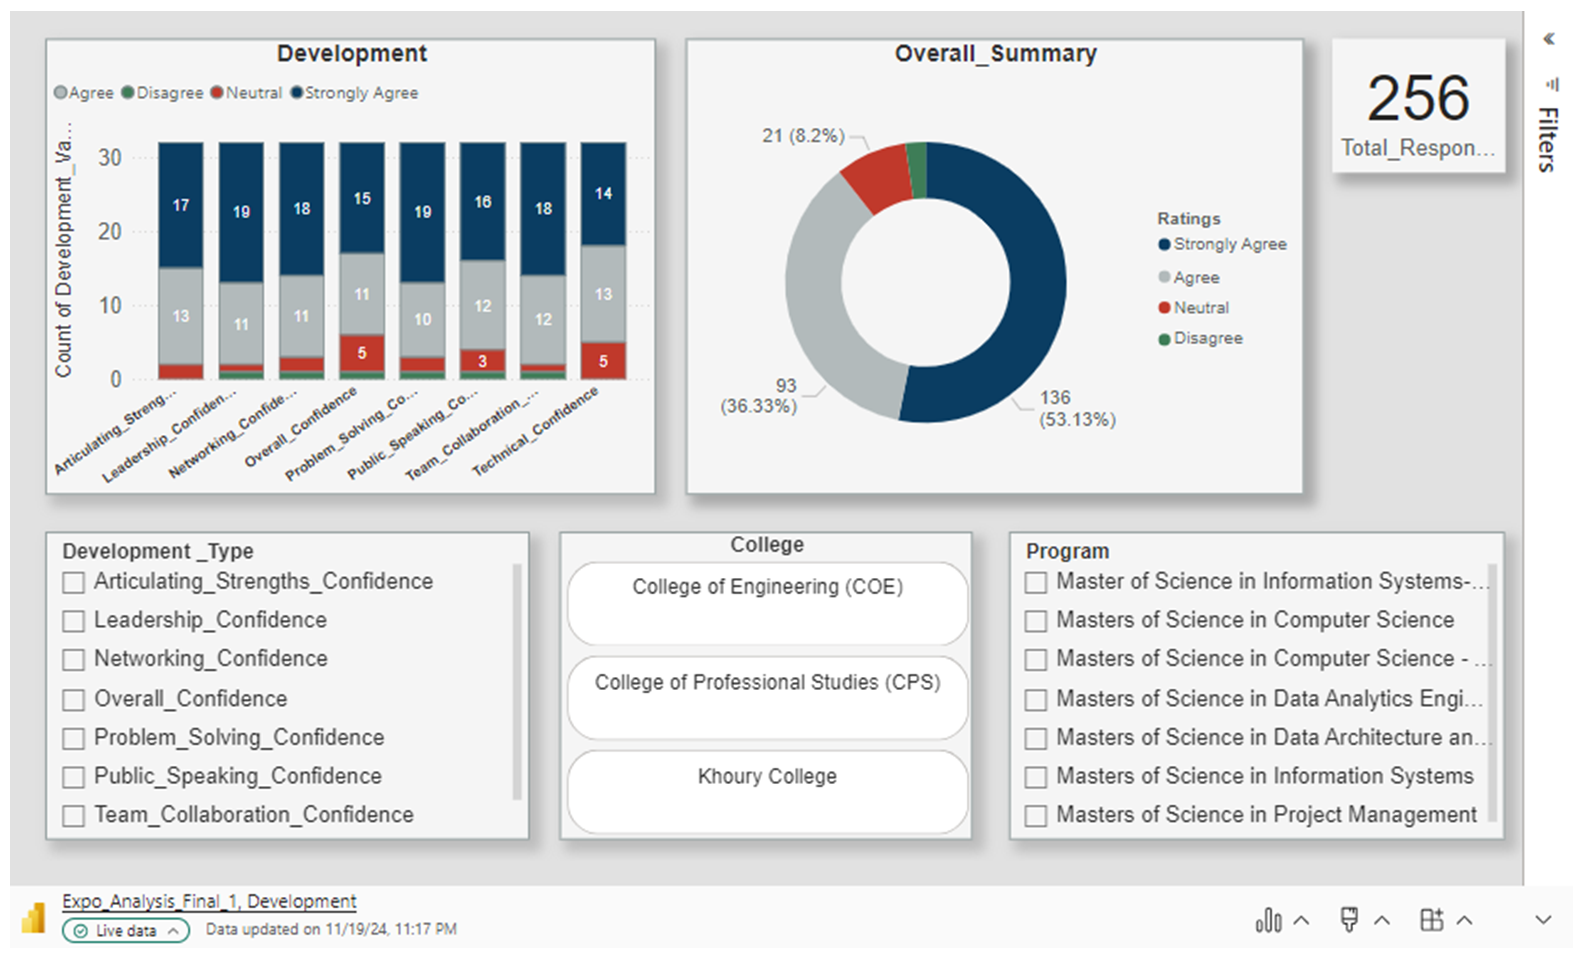 Development
Agree Disagree Neutral Strongly Agree
Count of Development_Va...
30
20
10
0
17 19 18 15 19 16 18 14
13 11 11 11 10 12 12 13
5 3 5
Articulating_Streng...
Leadership_Confiden...
Networking_Confide...
Overall_Confidence
Problem_Solving_Co...
Public_Speaking_Co...
Team_Collaboration_...
Technical_Confidence
Overall_Summary
21 (8.2%)
93
(36.33%)
136
(53.13%)
Ratings
Strongly Agree
Agree
Neutral
Disagree
256
Total_Respon...
Filters
Development _Type
Articulating_Strengths_Confidence
Leadership_Confidence
Networking_Confidence
Overall_Confidence
Problem_Solving_Confidence
Public_Speaking_Confidence
Team_Collaboration_Confidence
College
College of Engineering (COE)
College of Professional Studies (CPS)
Khoury College
Program
Master of Science in Information Systems-...
Masters of Science in Computer Science
Masters of Science in Computer Science - ...
Masters of Science in Data Analytics Engi...
Masters of Science in Data Architecture an...
Masters of Science in Information Systems
Masters of Science in Project Management
Expo_Analysis_Final_1, Development
Live data
Data updated on 11/19/24, 11:17 PM